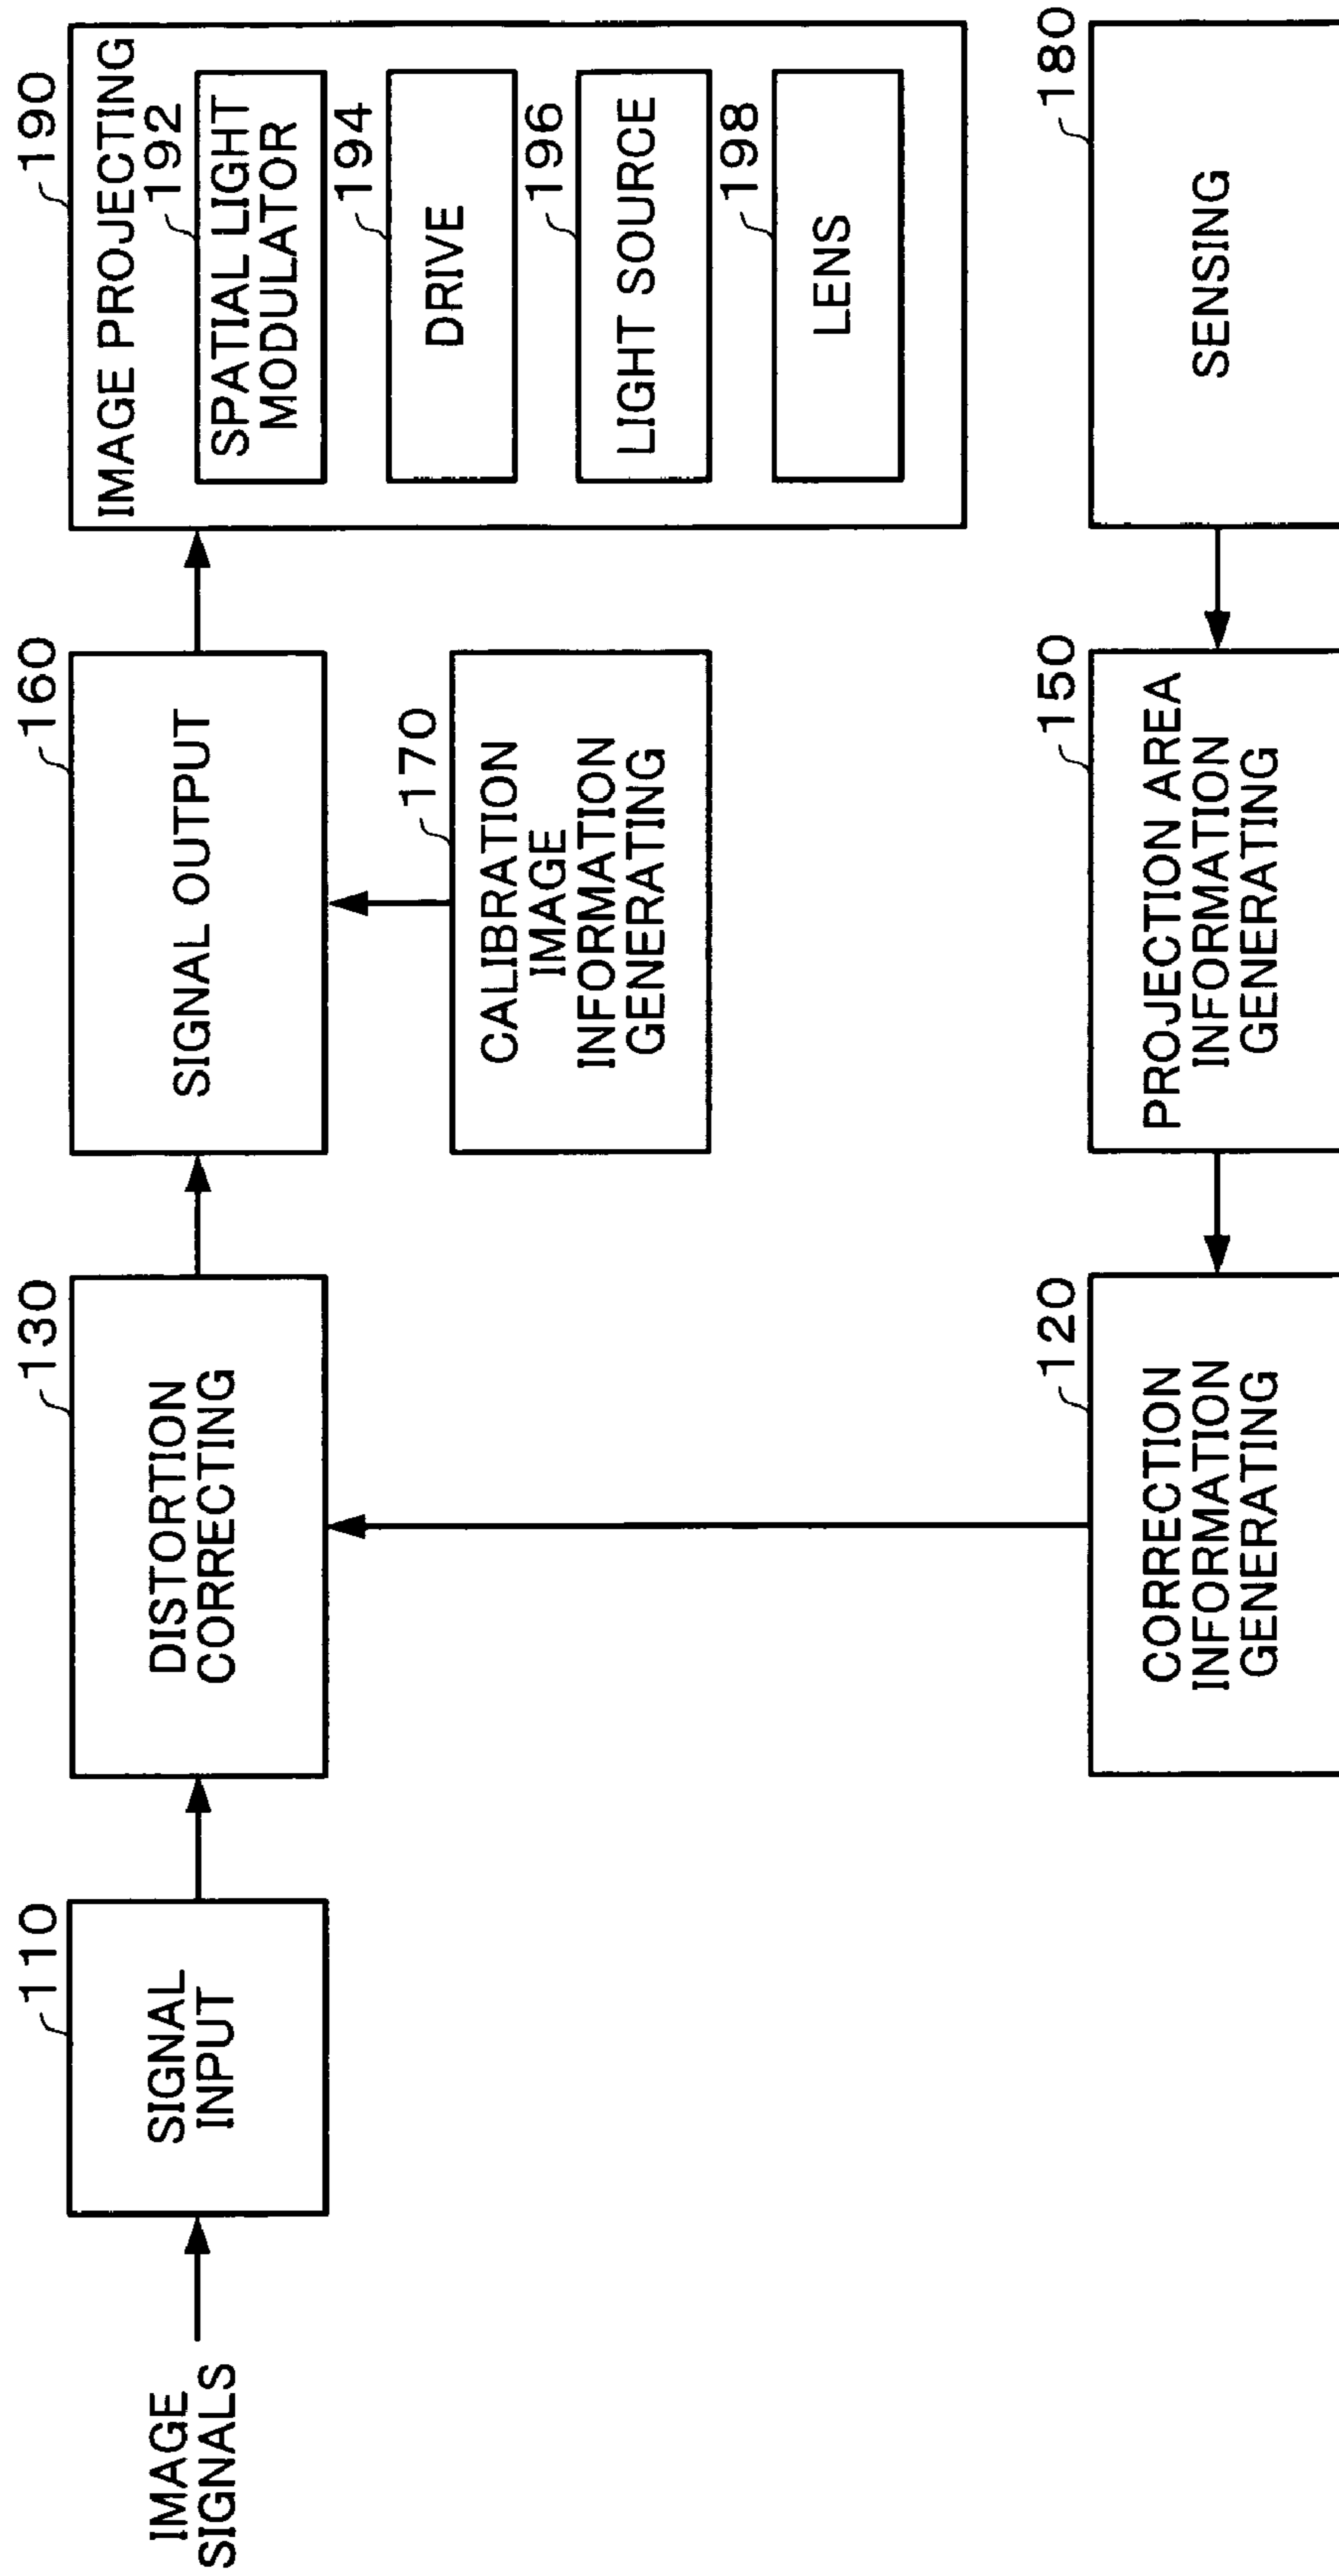 IMAGE
SIGNALS
110
SIGNAL
INPUT
130
DISTORTION
CORRECTING
160
SIGNAL OUTPUT
170
CALIBRATION
IMAGE
INFORMATION
GENERATING
190
IMAGE PROJECTING
192
SPATIAL LIGHT
MODULATOR
194
DRIVE
196
LIGHT SOURCE
198
LENS
120
CORRECTION
INFORMATION
GENERATING
150
PROJECTION AREA
INFORMATION
GENERATING
180
SENSING